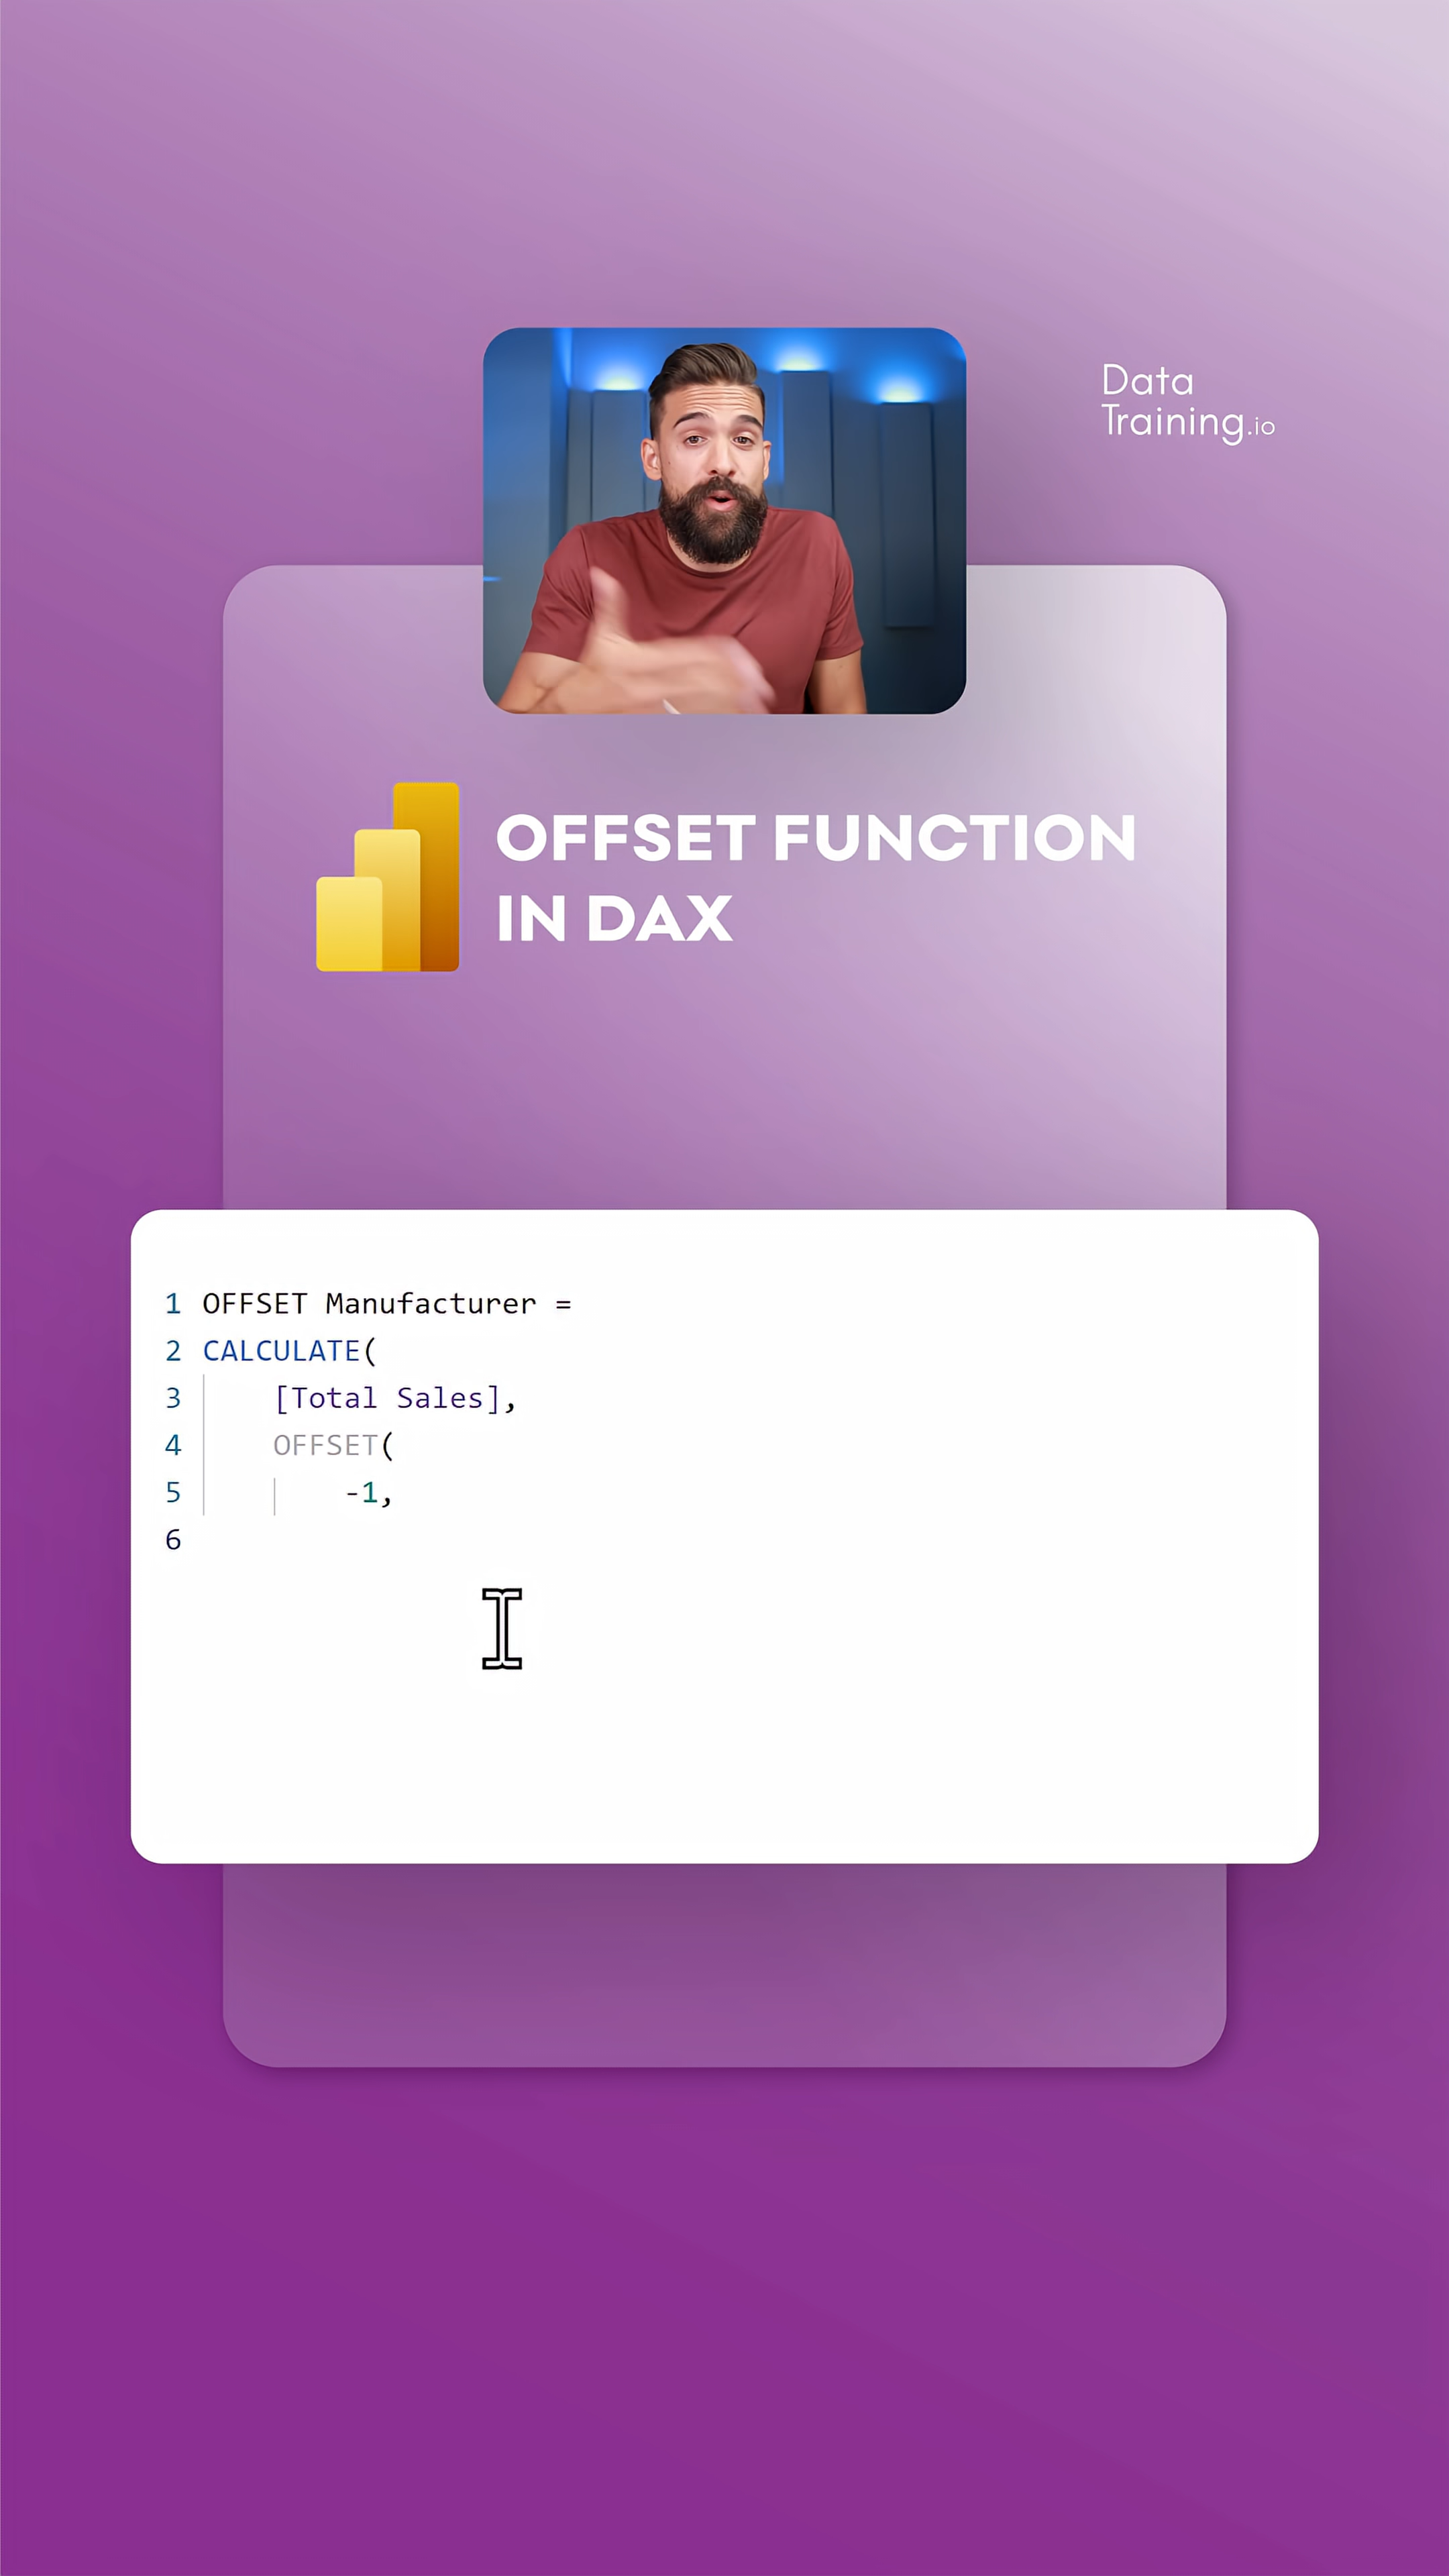 Data
Training.io
OFFSET FUNCTION
IN DAX
1 OFFSET Manufacturer =
2 CALCULATE(
3 [Total Sales],
4 OFFSET(
5 -1,
6